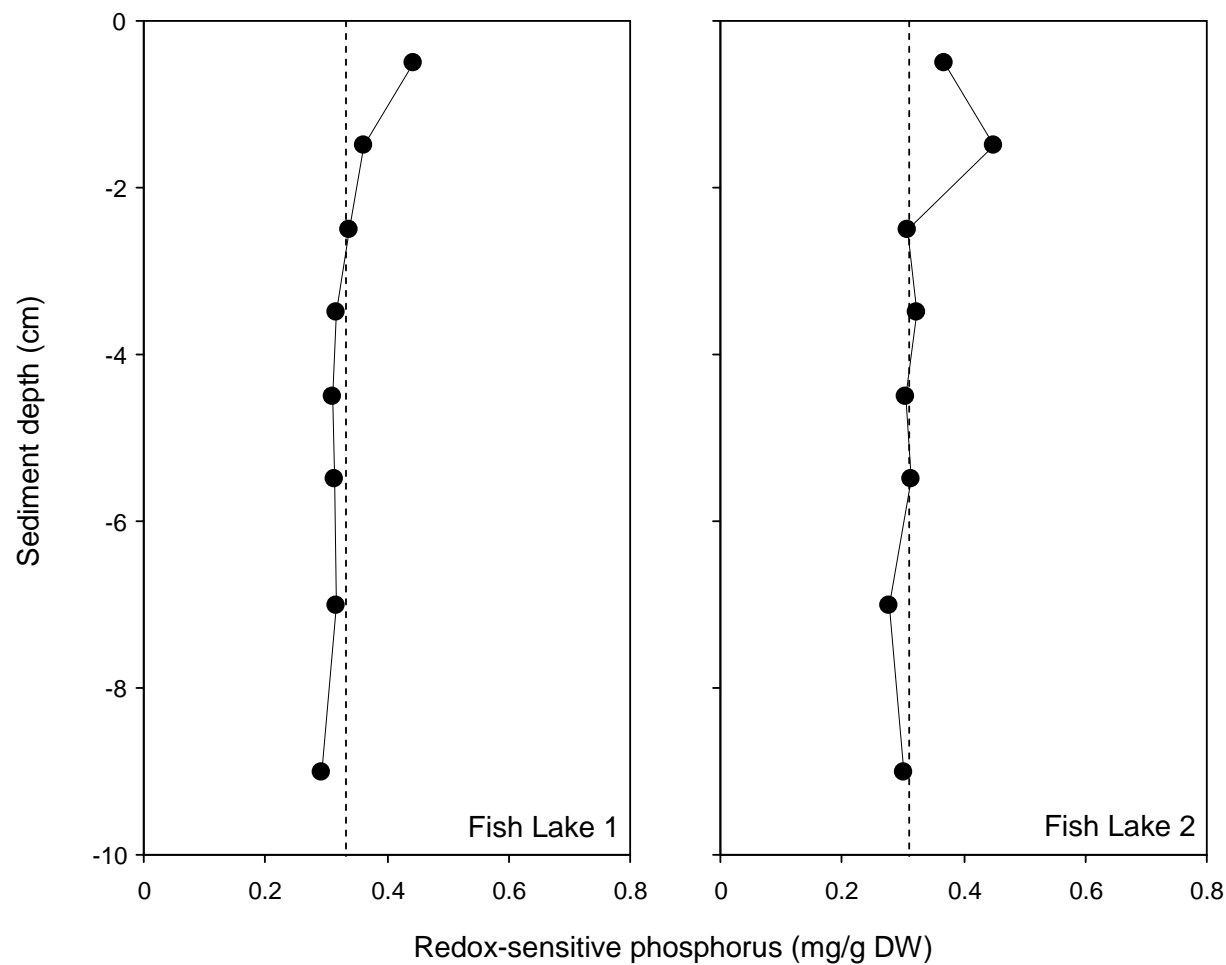 0
-2
-4
-6
-8
-10
Sediment depth (cm)
Fish Lake 1
Fish Lake 2
0 0.2 0.4 0.6 0.8
0 0.2 0.4 0.6 0.8
Redox-sensitive phosphorus (mg/g DW)